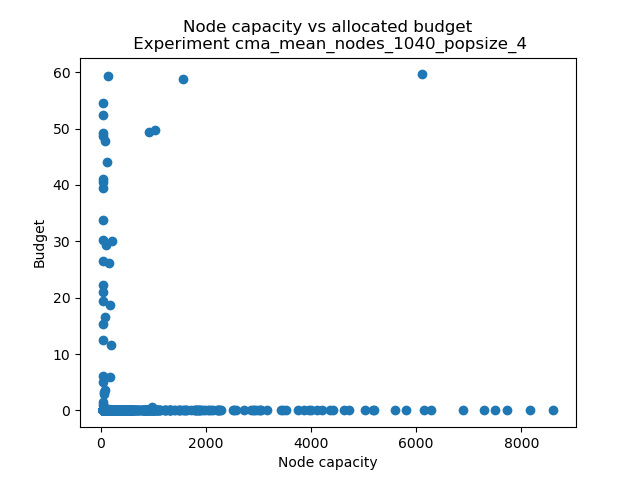 Node capacity vs allocated budget
Experiment cma_mean_nodes_1040_popsize_4
60
50
40
30
20
10
0
Budget
0 2000 4000 6000 8000
Node capacity